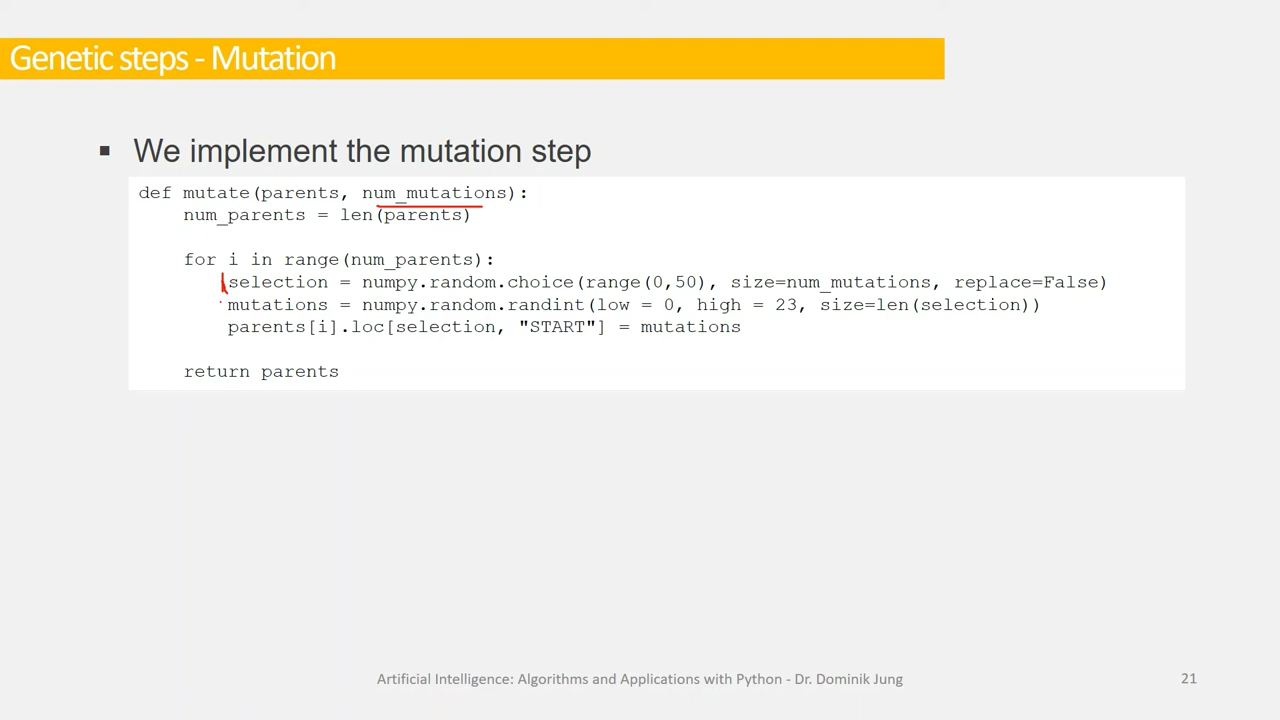 Genetic steps - Mutation
▪ We implement the mutation step
def mutate(parents, num_mutations):
    num_parents = len(parents)
    for i in range(num_parents):
        selection = numpy.random.choice(range(0,50), size=num_mutations, replace=False)
        mutations = numpy.random.randint(low = 0, high = 23, size=len(selection))
        parents[i].loc[selection, "START"] = mutations
    return parents
Artificial Intelligence: Algorithms and Applications with Python - Dr. Dominik Jung
21